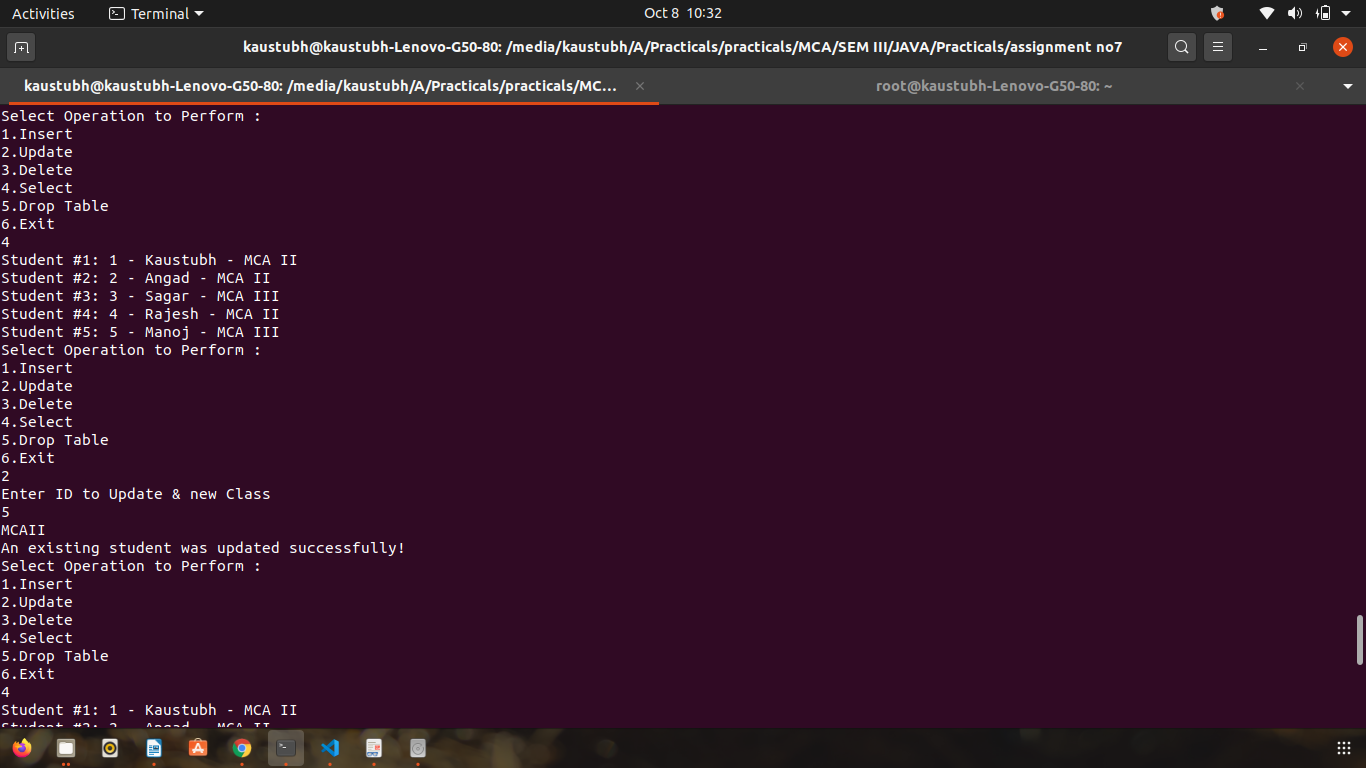 Activities
Terminal
Oct 8 10:32
kaustubh@kaustubh-Lenovo-G50-80: /media/kaustubh/A/Practicals/practicals/MCA/SEM III/JAVA/Practicals/assignment no7
kaustubh@kaustubh-Lenovo-G50-80: /media/kaustubh/A/Practicals/practicals/MC...
root@kaustubh-Lenovo-G50-80: ~
Select Operation to Perform :
1.Insert
2.Update
3.Delete
4.Select
5.Drop Table
6.Exit
4
Student #1: 1 - Kaustubh - MCA II
Student #2: 2 - Angad - MCA II
Student #3: 3 - Sagar - MCA III
Student #4: 4 - Rajesh - MCA II
Student #5: 5 - Manoj - MCA III
Select Operation to Perform :
1.Insert
2.Update
3.Delete
4.Select
5.Drop Table
6.Exit
2
Enter ID to Update & new Class
5
MCAII
An existing student was updated successfully!
Select Operation to Perform :
1.Insert
2.Update
3.Delete
4.Select
5.Drop Table
6.Exit
4
Student #1: 1 - Kaustubh - MCA II
Student #2: 2 - Angad - MCA II